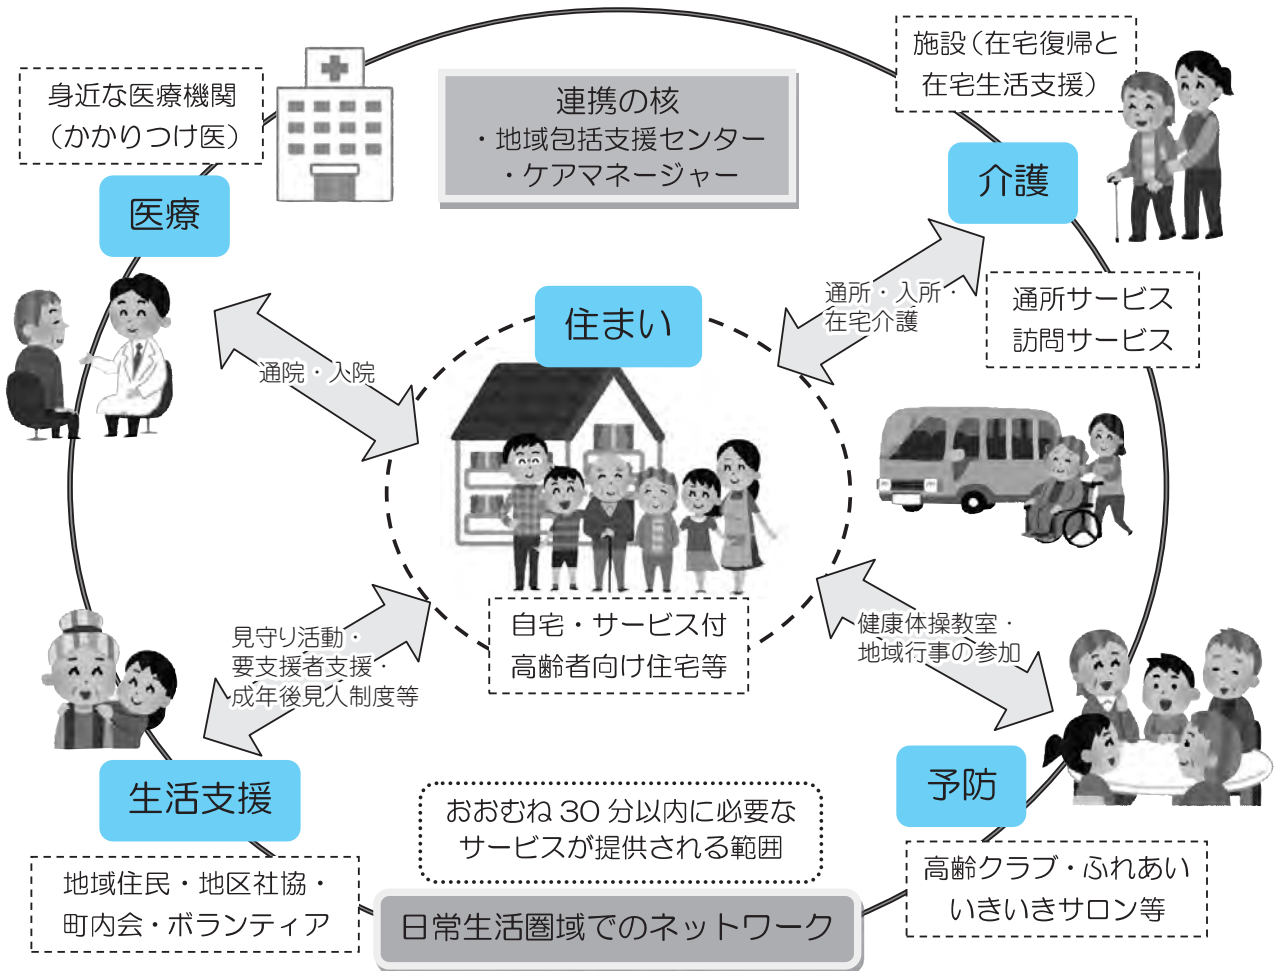 身近な医療機関
（かかりつけ医）
医療
連携の核
・地域包括支援センター
・ケアマネージャー
施設（在宅復帰と
在宅生活支援）
介護
通所サービス
訪問サービス
通所・入所・
在宅介護
住まい
通院・入院
自宅・サービス付
高齢者向け住宅等
見守り活動・
要支援者支援・
成年後見人制度等
健康体操教室・
地域行事の参加
生活支援
地域住民・地区社協・
町内会・ボランティア
予防
高齢クラブ・ふれあい
いきいきサロン等
おおむね 30 分以内に必要な
サービスが提供される範囲
日常生活圏域でのネットワーク